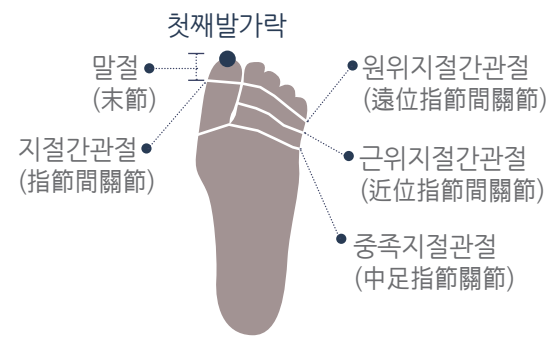 첫째발가락
말절
(末節)
지절간관절
(指節間關節)
원위지절간관절
(遠位指節間關節)
근위지절간관절
(近位指節間關節)
중족지절관절
(中足指節關節)